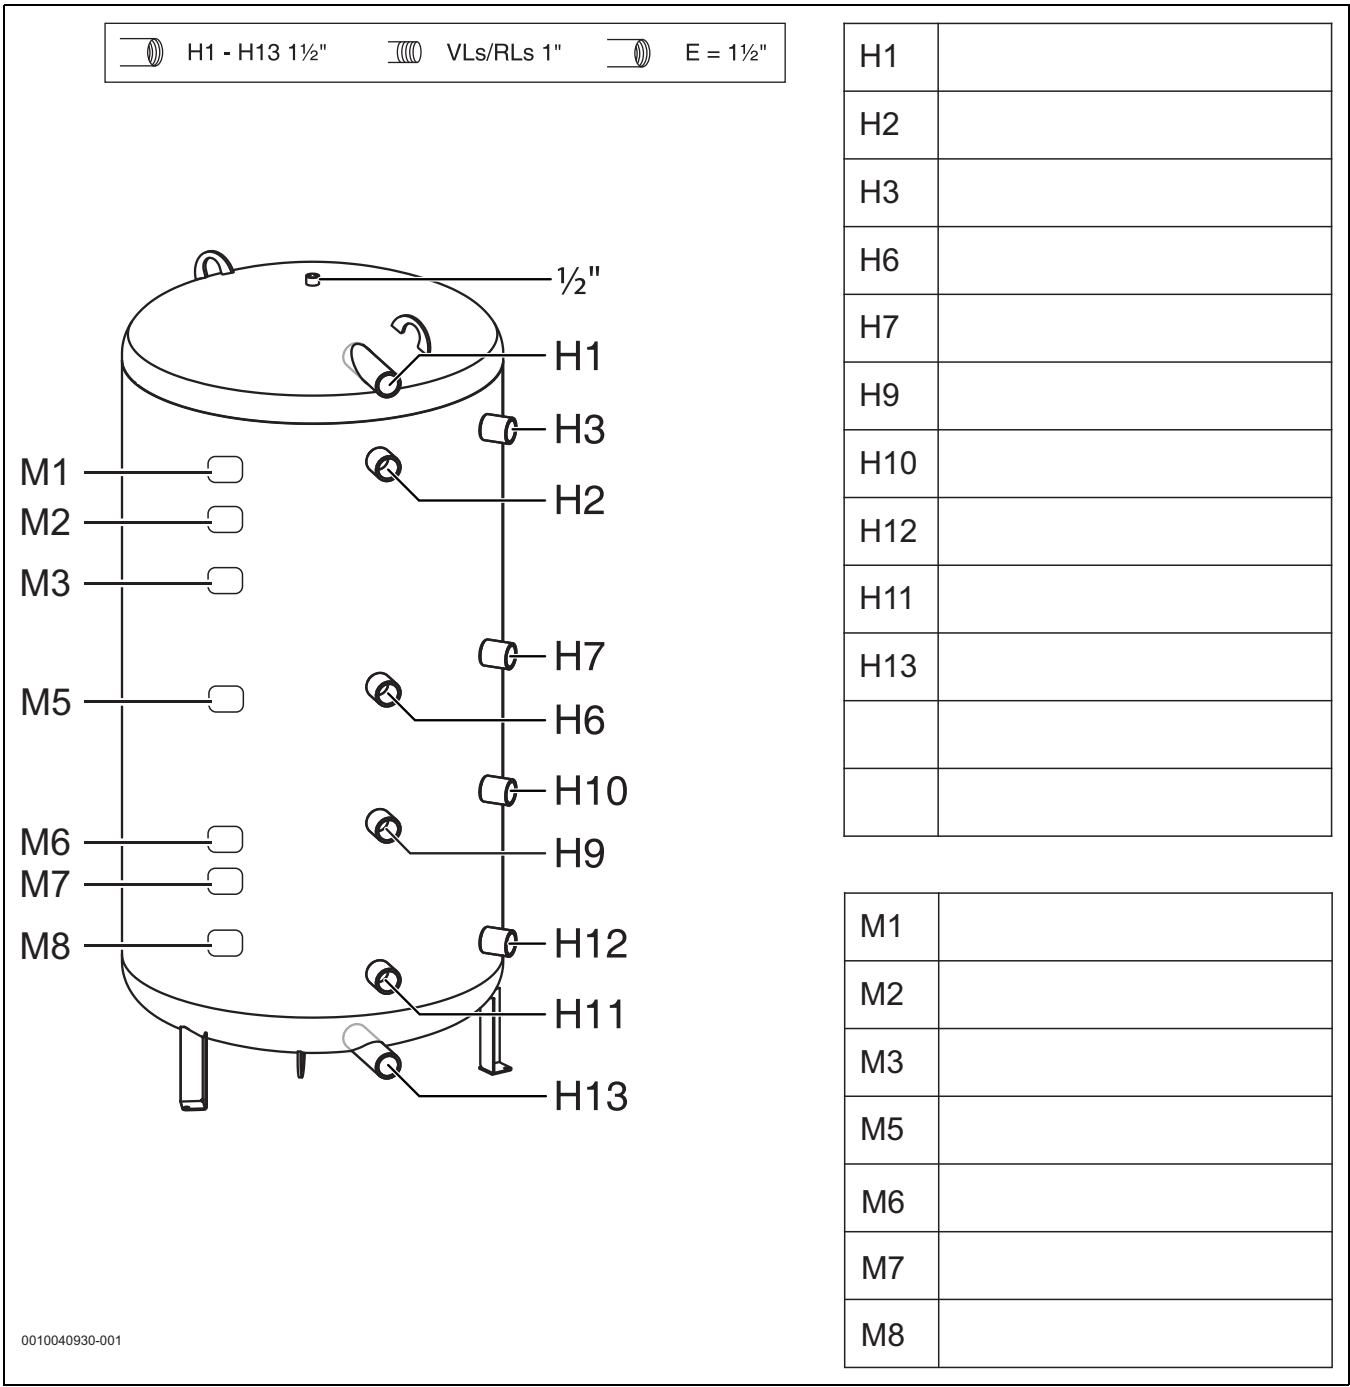 H1 - H13 1½" VLs/RLs 1" E = 1½"
½"
H1
H3
H2
H7
H6
H10
H9
H12
H11
H13
M1
M2
M3
M5
M6
M7
M8
0010040930-001
H1
H2
H3
H6
H7
H9
H10
H12
H11
H13
M1
M2
M3
M5
M6
M7
M8